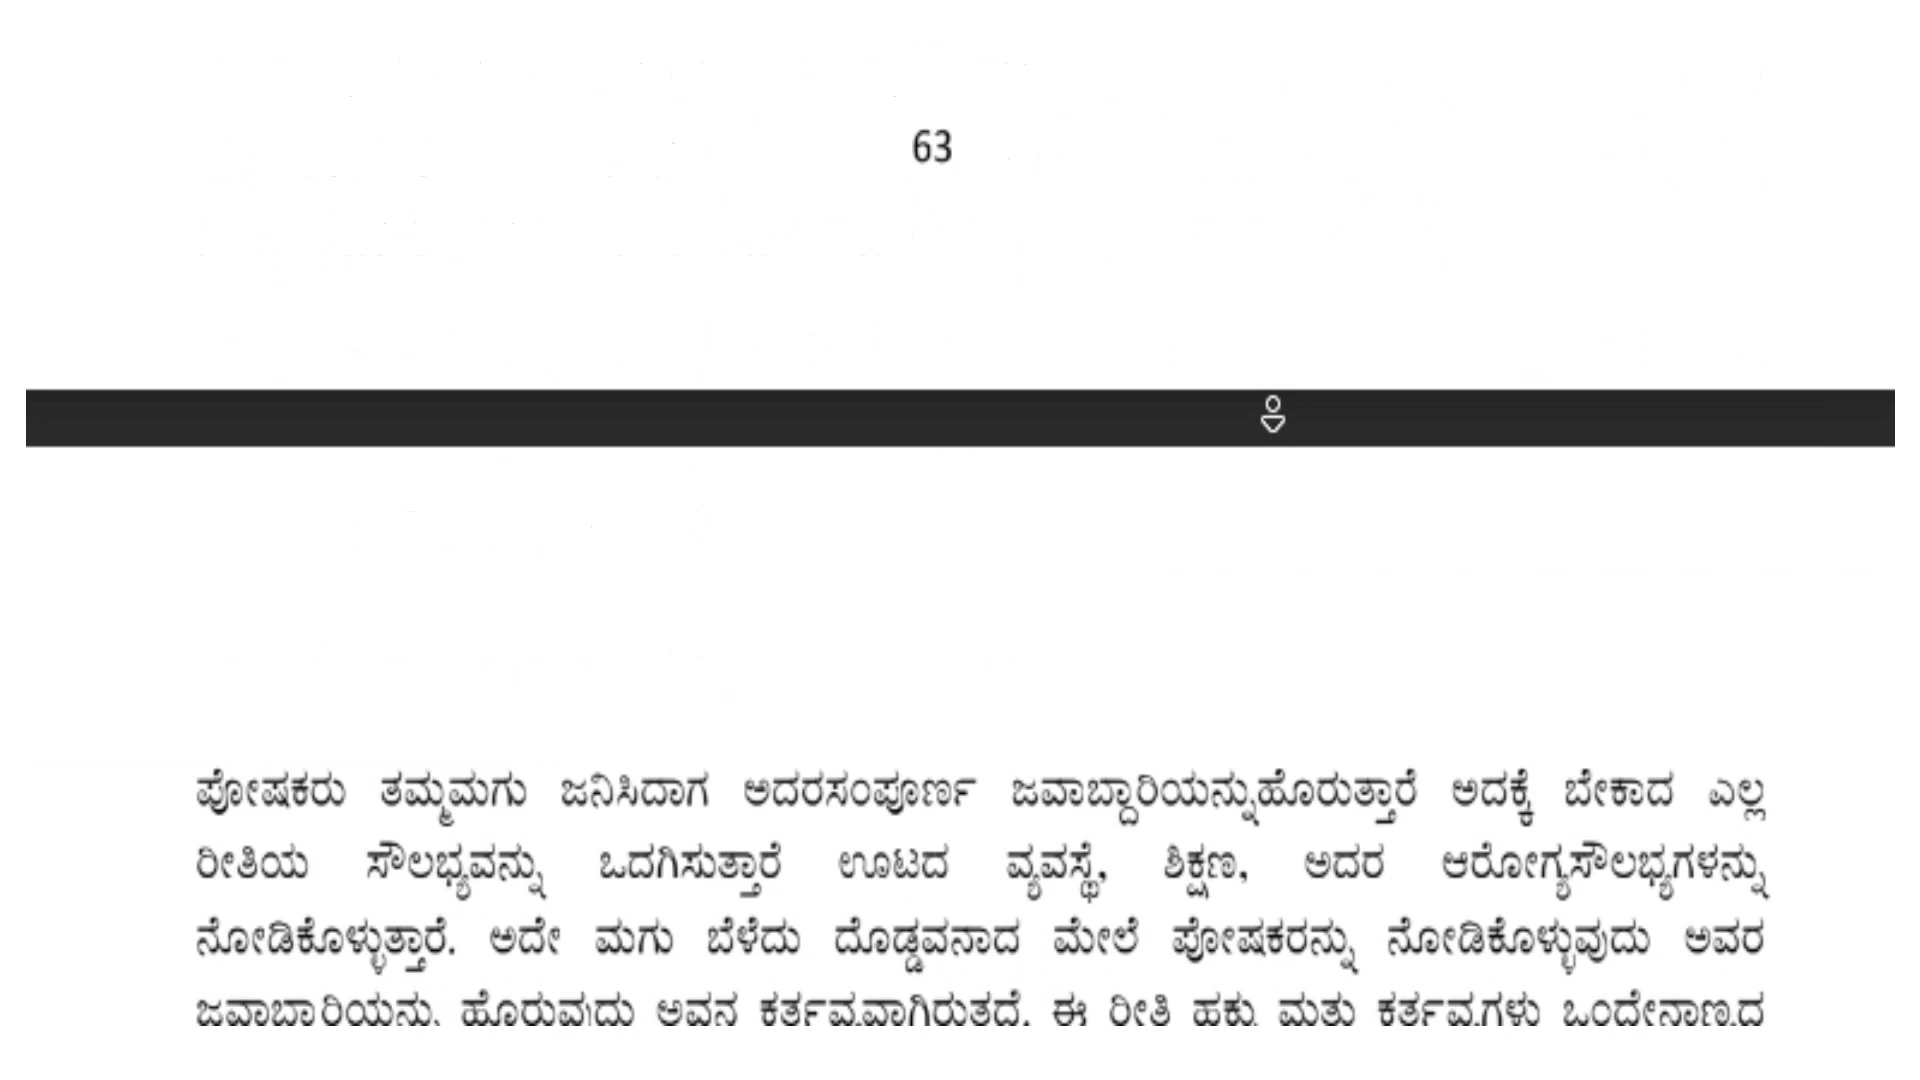 63
ಪೋಷಕರು ತಮ್ಮಮಗು ಜನಿಸಿದಾಗ ಅದರಸಂಪೂರ್ಣ ಜವಾಬ್ದಾರಿಯನ್ನುಹೊರುತ್ತಾರೆ ಅದಕ್ಕೆ ಬೇಕಾದ ಎಲ್ಲ
ರೀತಿಯ ಸೌಲಭ್ಯವನ್ನು ಒದಗಿಸುತ್ತಾರೆ ಊಟದ ವ್ಯವಸ್ಥೆ, ಶಿಕ್ಷಣ, ಅದರ ಆರೋಗ್ಯಸೌಲಭ್ಯಗಳನ್ನು
ನೋಡಿಕೊಳ್ಳುತ್ತಾರೆ. ಅದೇ ಮಗು ಬೆಳೆದು ದೊಡ್ಡವನಾದ ಮೇಲೆ ಪೋಷಕರನ್ನು ನೋಡಿಕೊಳ್ಳುವುದು ಅವರ
ಜವಾಬ್ದಾರಿಯನ್ನು ಹೊರುವುದು ಅವನ ಕರ್ತವ್ಯವಾಗಿರುತ್ತದೆ. ಈ ರೀತಿ ಹಕ್ಕು ಮತ್ತು ಕರ್ತವ್ಯಗಳು ಒಂದೇನಾಣ್ಯದ